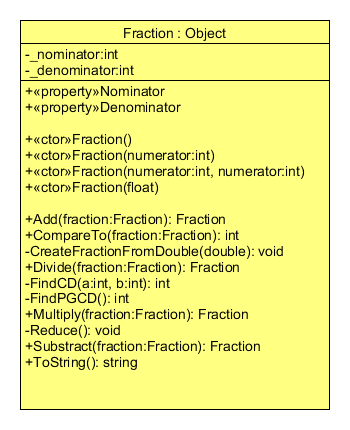 Fraction : Object
-_nominator:int
-_denominator:int
+«property»Nominator
+«property»Denominator
+«ctor»Fraction()
+«ctor»Fraction(numerator:int)
+«ctor»Fraction(numerator:int, numerator:int)
+«ctor»Fraction(float)
+Add(fraction:Fraction): Fraction
+CompareTo(fraction:Fraction): int
-CreateFractionFromDouble(double): void
+Divide(fraction:Fraction): Fraction
-FindCD(a:int, b:int): int
-FindPGCD(): int
+Multiply(fraction:Fraction): Fraction
-Reduce(): void
+Substract(fraction:Fraction): Fraction
+ToString(): string